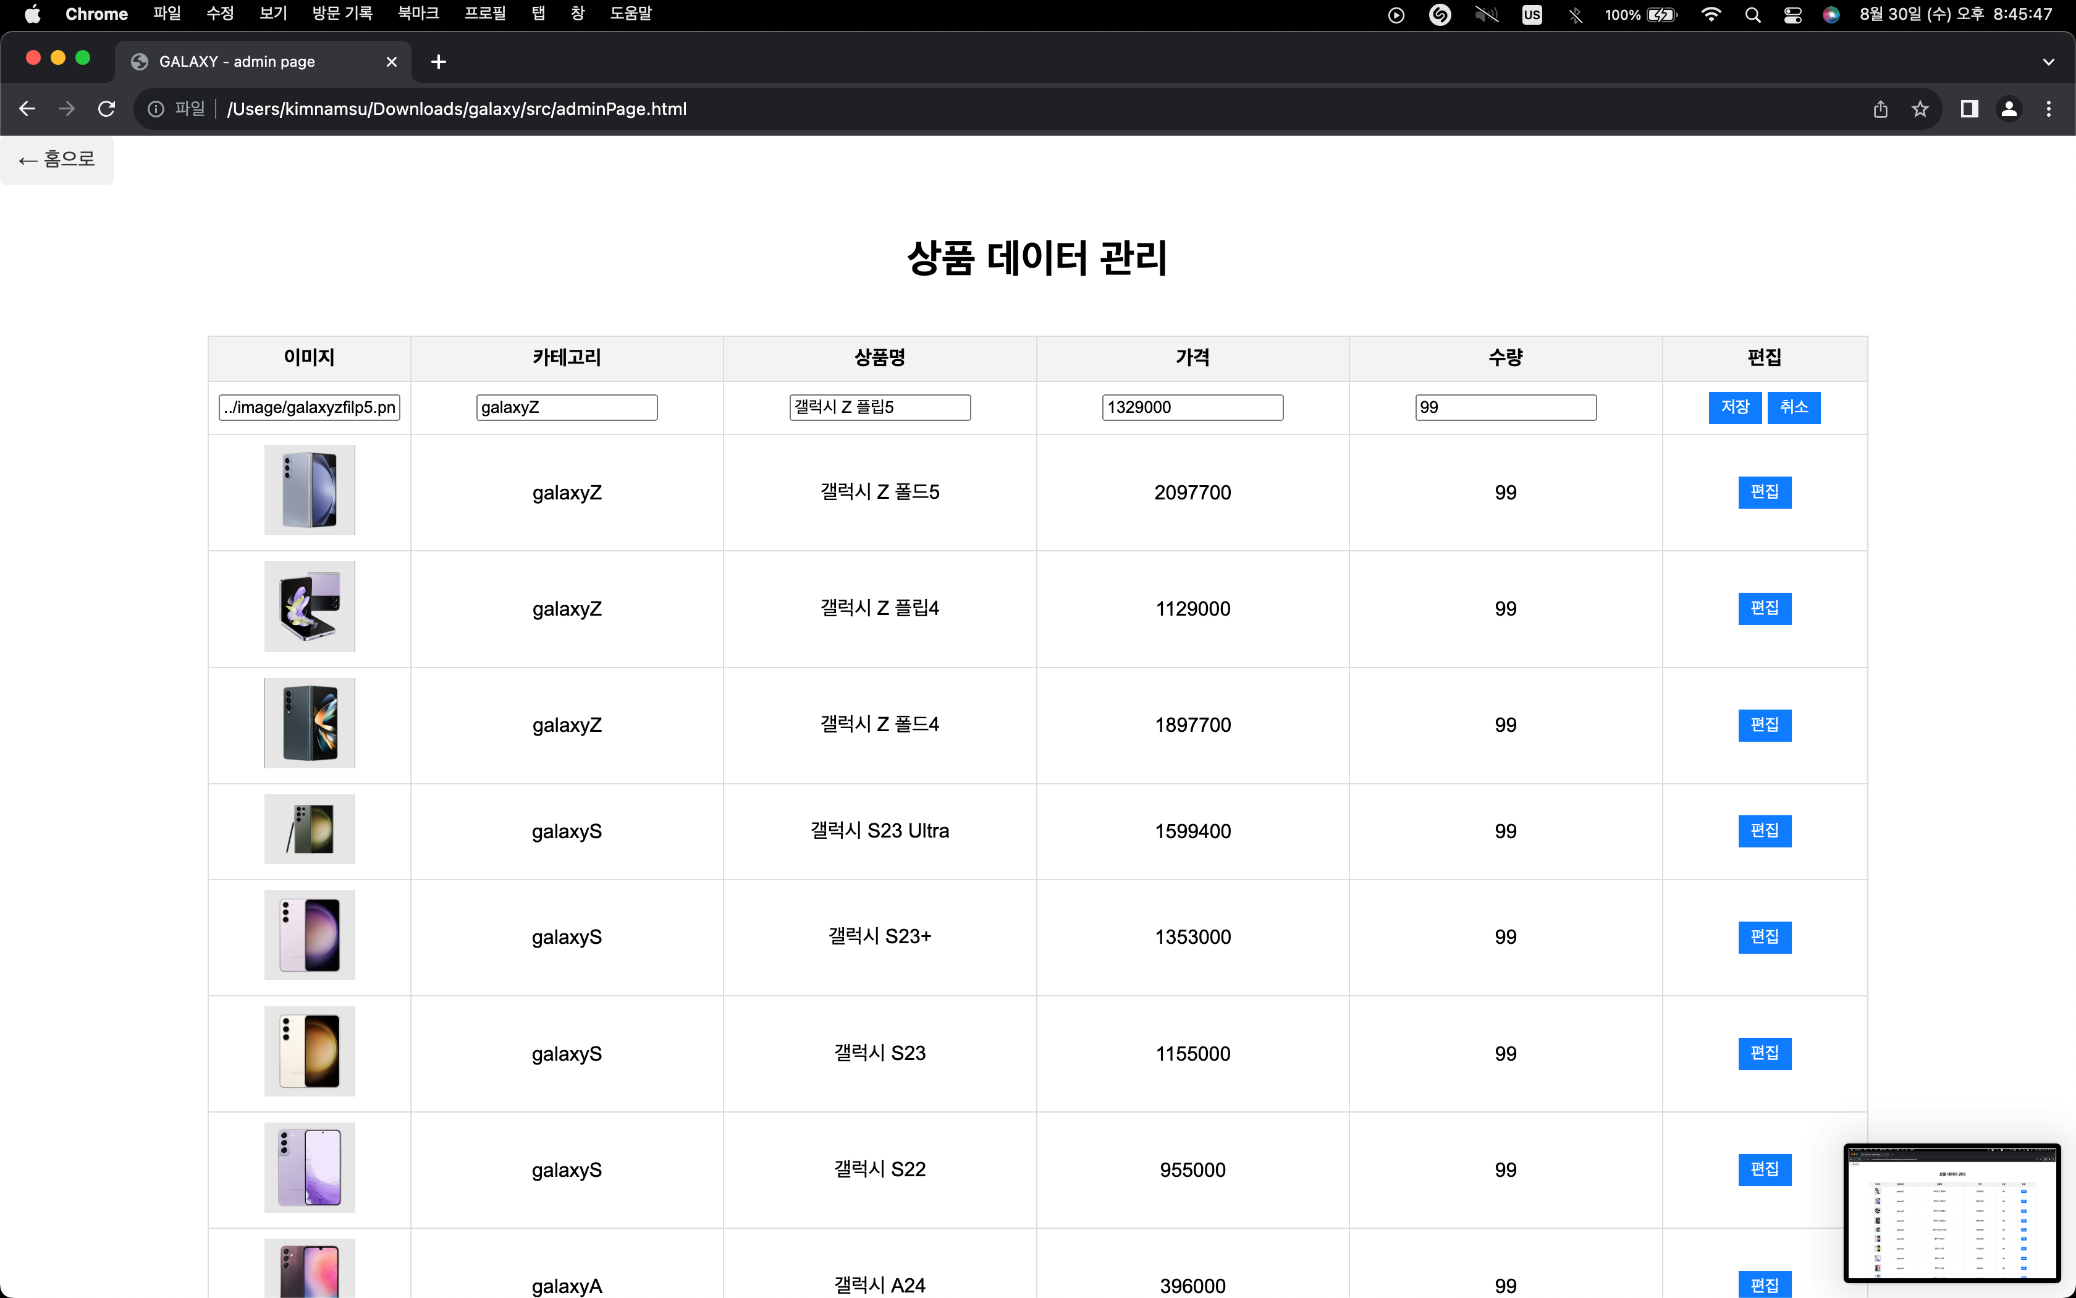 Chrome 파일 수정 보기 방문 기록 북마크 프로필 탭 창 도움말 US 100% 8월 30일 (수) 오후 8:45:47
GALAXY - admin page
파일 /Users/kimnamsu/Downloads/galaxy/src/adminPage.html
← 홈으로
상품 데이터 관리
이미지 카테고리 상품명 가격 수량 편집
../image/galaxyzfilp5.pn galaxyZ 갤럭시 Z 플립5 1329000 99 저장 취소
galaxyZ 갤럭시 Z 폴드5 2097700 99 편집
galaxyZ 갤럭시 Z 플립4 1129000 99 편집
galaxyZ 갤럭시 Z 폴드4 1897700 99 편집
galaxyS 갤럭시 S23 Ultra 1599400 99 편집
galaxyS 갤럭시 S23+ 1353000 99 편집
galaxyS 갤럭시 S23 1155000 99 편집
galaxyS 갤럭시 S22 955000 99 편집
galaxyA 갤럭시 A24 396000 99 편집
상품 데이터 관리